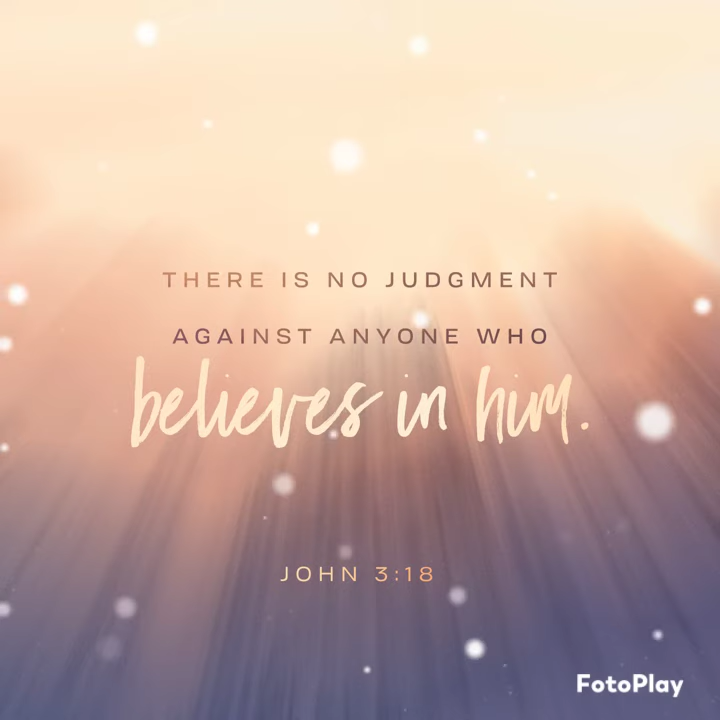 THERE IS NO JUDGMENT
AGAINST ANYONE WHO
believes in him.
JOHN 3:18
FotoPlay